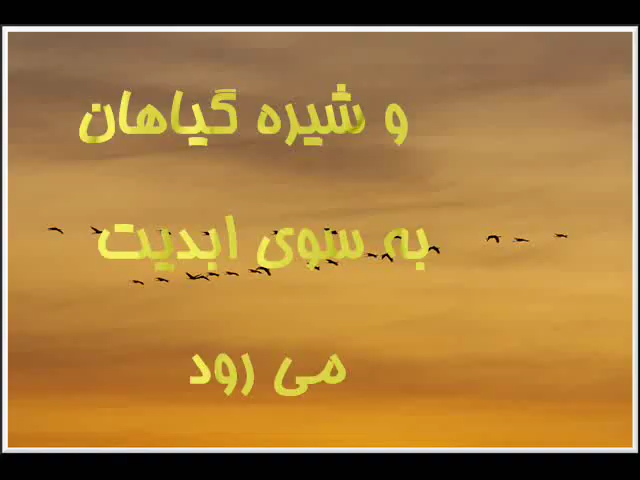 و شیره گیاهان
به سوی ابدیت
می رود